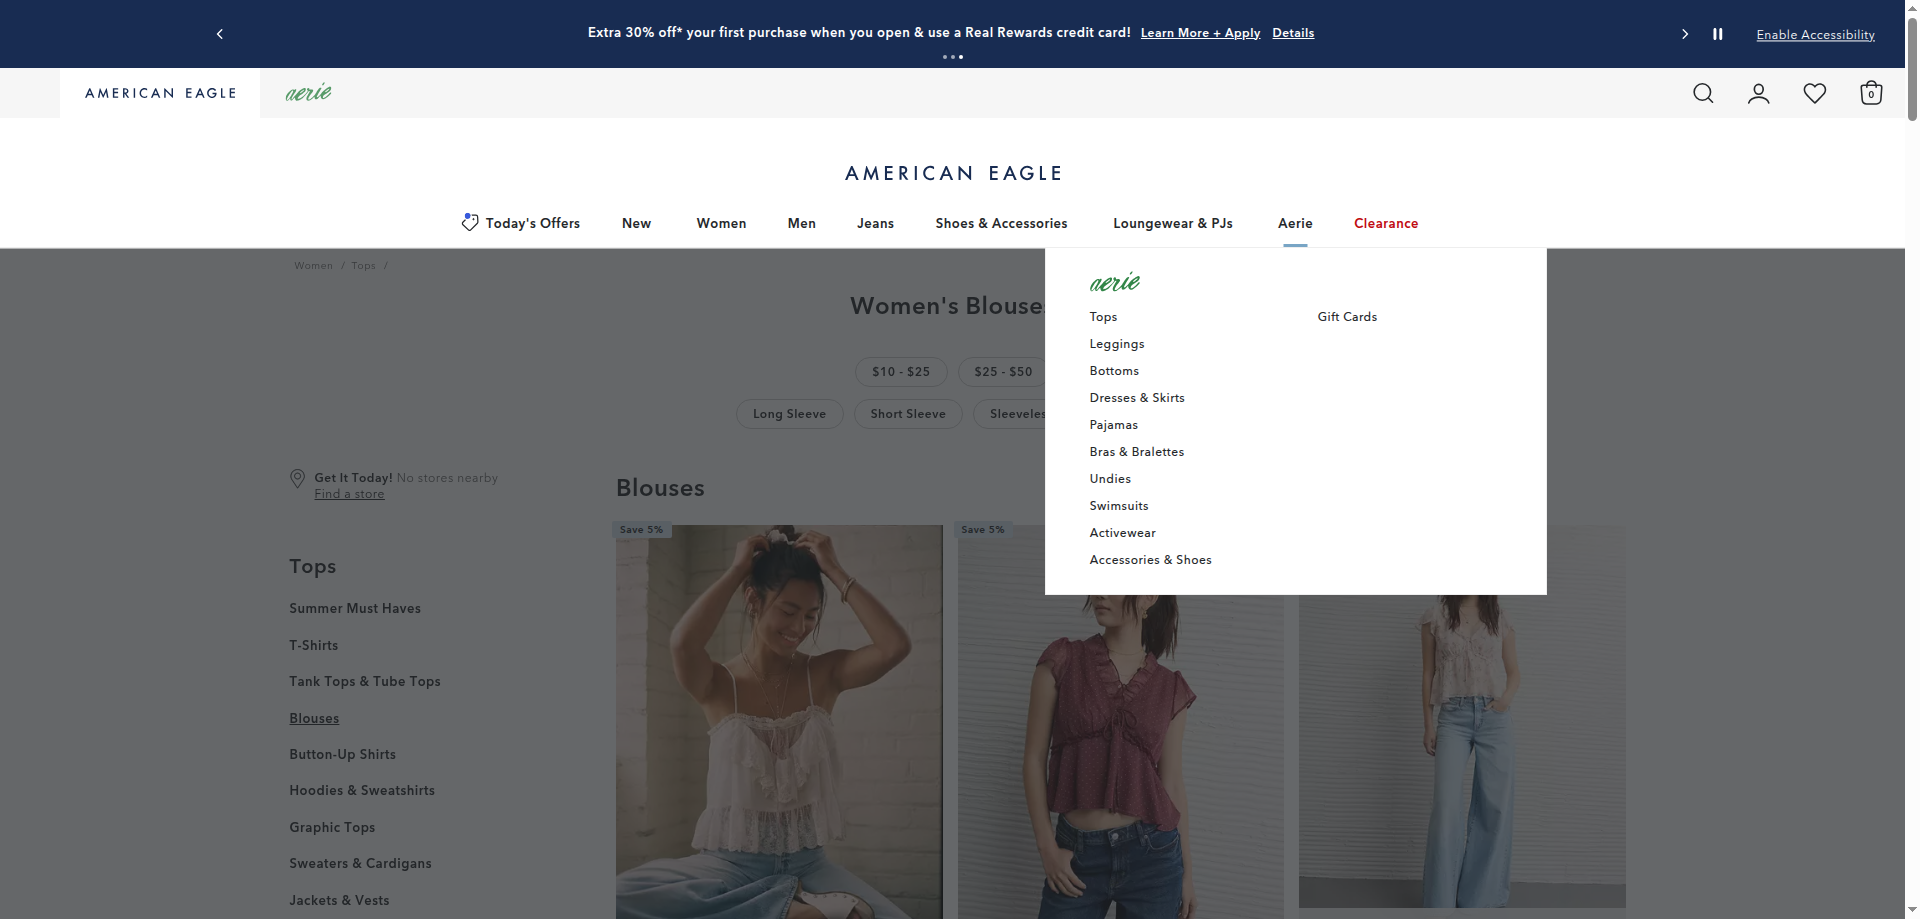 Extra 30% off* your first purchase when you open & use a Real Rewards credit card! Learn More + Apply Details
Enable Accessibility
AMERICAN EAGLE
aerie
0
AMERICAN EAGLE
Today's Offers
New
Women
Men
Jeans
Shoes & Accessories
Loungewear & PJs
Aerie
Clearance
Women / Tops /
Women's Blouses
$10 - $25
$25 - $50
Long Sleeve
Short Sleeve
Sleeveles
aerie
Tops
Leggings
Bottoms
Dresses & Skirts
Pajamas
Bras & Bralettes
Undies
Swimsuits
Activewear
Accessories & Shoes
Gift Cards
Get It Today! No stores nearby
Find a store
Blouses
Save 5%
Save 5%
Tops
Summer Must Haves
T-Shirts
Tank Tops & Tube Tops
Blouses
Button-Up Shirts
Hoodies & Sweatshirts
Graphic Tops
Sweaters & Cardigans
Jackets & Vests